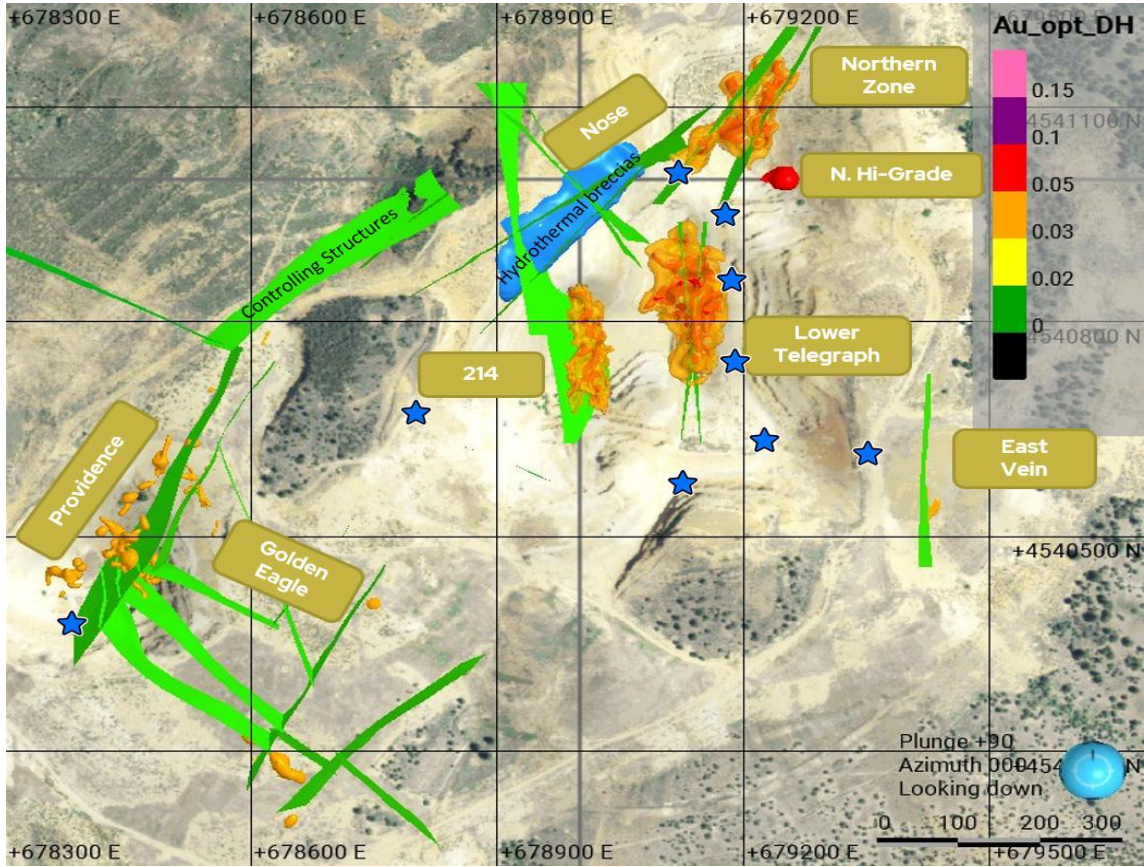 +678300 E
+678600 E
+678900 E
+679200 E
+679500 E
Au_opt_DH
Northern
Zone
0.15
4541100 N
0.1
Nose
N. Hi-Grade
0.05
Hydrothermal breccias
Controlling Structures
0.03
0.02
Lower
Telegraph
0
4540800 N
214
Providence
East
Vein
Golden
Eagle
+4540500 N
Plunge +90
Azimuth 000
Looking down
0 100 200 300
+678300 E
+678600 E
+678900 E
+679200 E
+679500 E